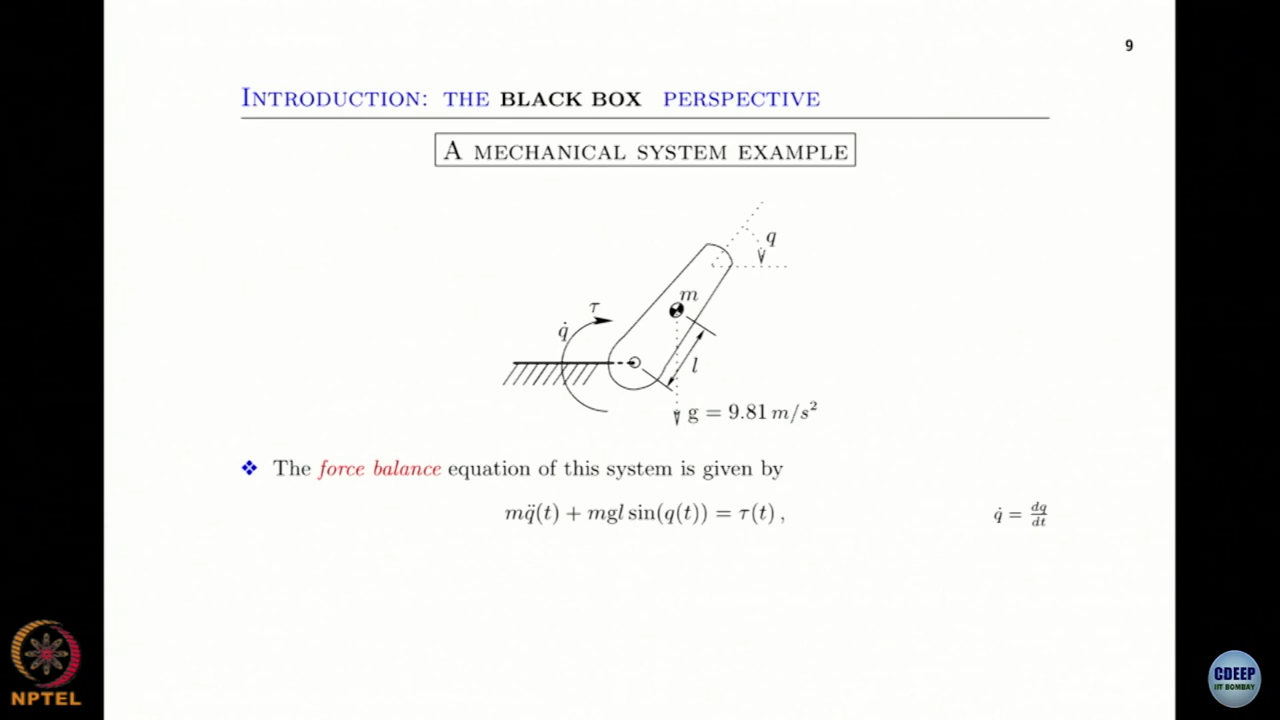 9
INTRODUCTION: THE BLACK BOX PERSPECTIVE
A MECHANICAL SYSTEM EXAMPLE
q
m
τ
q̇
l
g = 9.81 m/s²
❖ The force balance equation of this system is given by
mq̈(t) + mgl sin(q(t)) = τ(t) , q̇ = dq/dt
NPTEL
CDEEP
IIT BOMBAY